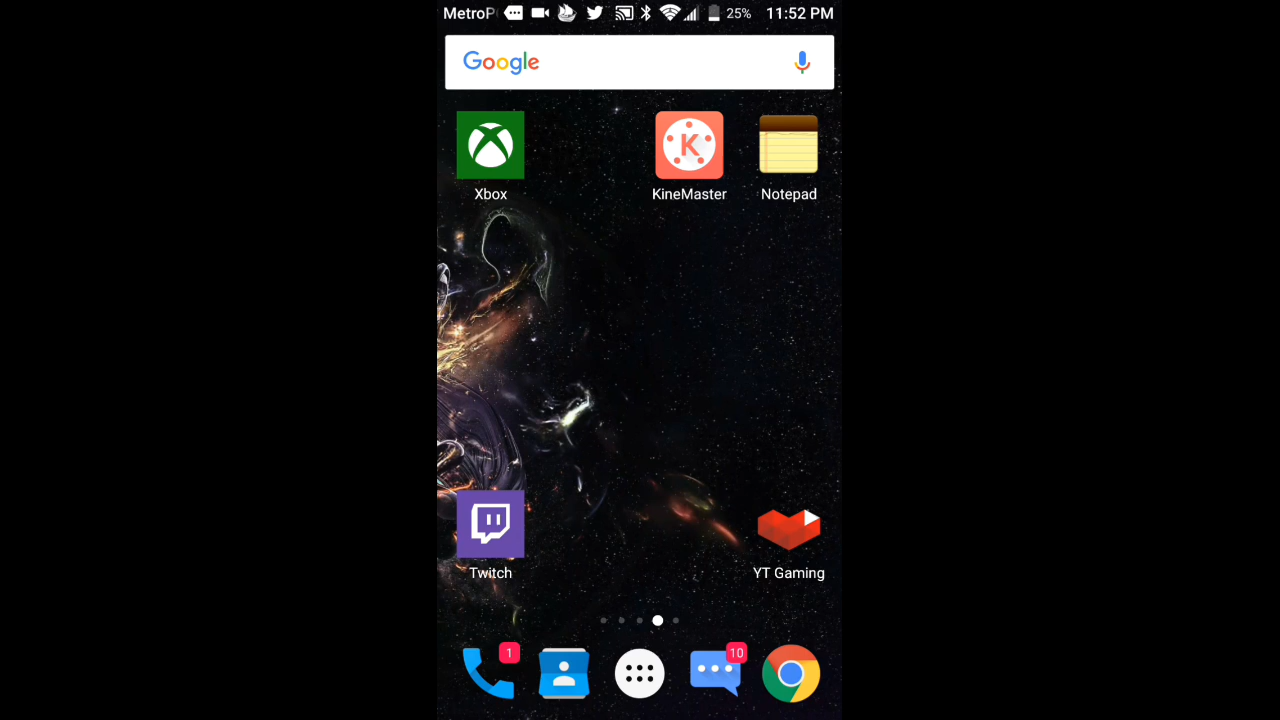 MetroP 25% 11:52 PM
Google
K
Xbox KineMaster Notepad
Twitch YT Gaming
1 10